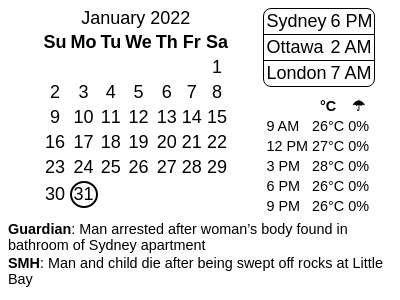 January 2022
Su Mo Tu We Th Fr Sa
1
2 3 4 5 6 7 8
9 10 11 12 13 14 15
16 17 18 19 20 21 22
23 24 25 26 27 28 29
30 31
Sydney 6 PM
Ottawa 2 AM
London 7 AM
°C ☂
9 AM 26°C 0%
12 PM 27°C 0%
3 PM 28°C 0%
6 PM 26°C 0%
9 PM 26°C 0%
Guardian: Man arrested after woman’s body found in
bathroom of Sydney apartment
SMH: Man and child die after being swept off rocks at Little
Bay